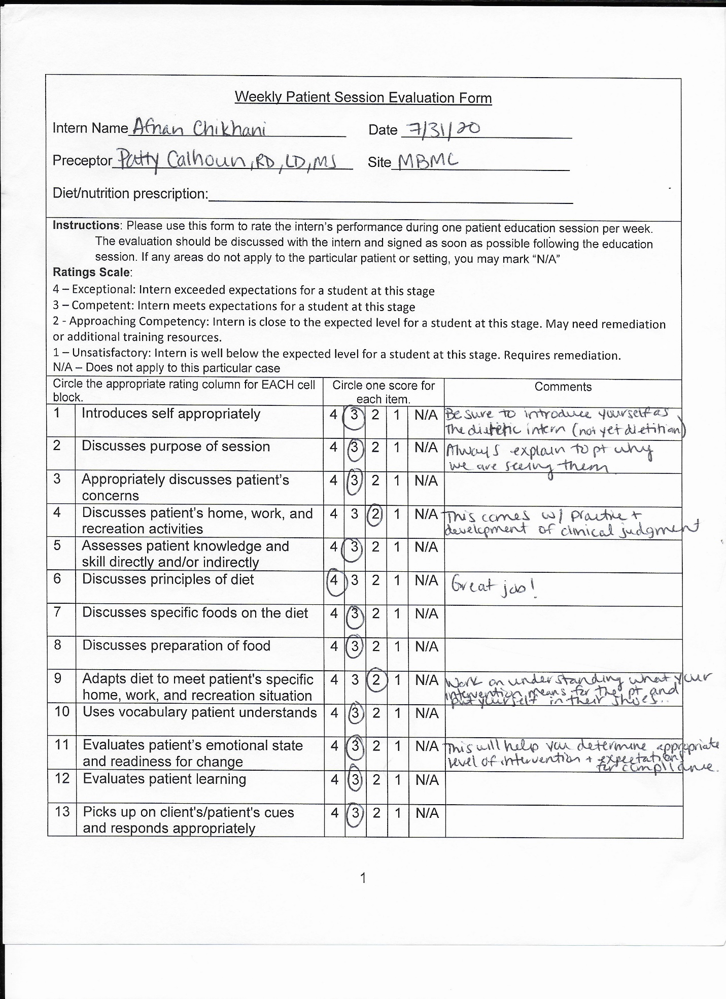 Weekly Patient Session Evaluation Form
Intern Name Afnan Chikhani Date 7/31/20
Preceptor Patty Calhoun, RD, LD, MS Site MBMC
Diet/nutrition prescription:
Instructions: Please use this form to rate the intern's performance during one patient education session per week.
The evaluation should be discussed with the intern and signed as soon as possible following the education
session. If any areas do not apply to the particular patient or setting, you may mark “N/A”
Ratings Scale:
4 – Exceptional: Intern exceeded expectations for a student at this stage
3 – Competent: Intern meets expectations for a student at this stage
2 - Approaching Competency: Intern is close to the expected level for a student at this stage. May need remediation
or additional training resources.
1 – Unsatisfactory: Intern is well below the expected level for a student at this stage. Requires remediation.
N/A – Does not apply to this particular case
Circle the appropriate rating column for EACH cell Circle one score for Comments
block. each item.
1 Introduces self appropriately 4 3 2 1 N/A Be sure to introduce yourself as
the dietetic intern (not yet dietitian)
2 Discusses purpose of session 4 3 2 1 N/A Always explain to pt why
we are seeing them
3 Appropriately discusses patient's 4 3 2 1 N/A
concerns
4 Discusses patient's home, work, and 4 3 2 1 N/A This comes w/ practice +
recreation activities development of clinical judgment
5 Assesses patient knowledge and 4 3 2 1 N/A
skill directly and/or indirectly
6 Discusses principles of diet 4 3 2 1 N/A Great job!
7 Discusses specific foods on the diet 4 3 2 1 N/A
8 Discusses preparation of food 4 3 2 1 N/A
9 Adapts diet to meet patient's specific 4 3 2 1 N/A Work on understanding what your
intervention means for the pt and
home, work, and recreation situation put yourself in their shoes..
10 Uses vocabulary patient understands 4 3 2 1 N/A
11 Evaluates patient's emotional state 4 3 2 1 N/A This will help you determine appropriate
and readiness for change level of intervention + expectations
for compliance.
12 Evaluates patient learning 4 3 2 1 N/A
13 Picks up on client's/patient's cues 4 3 2 1 N/A
and responds appropriately
1